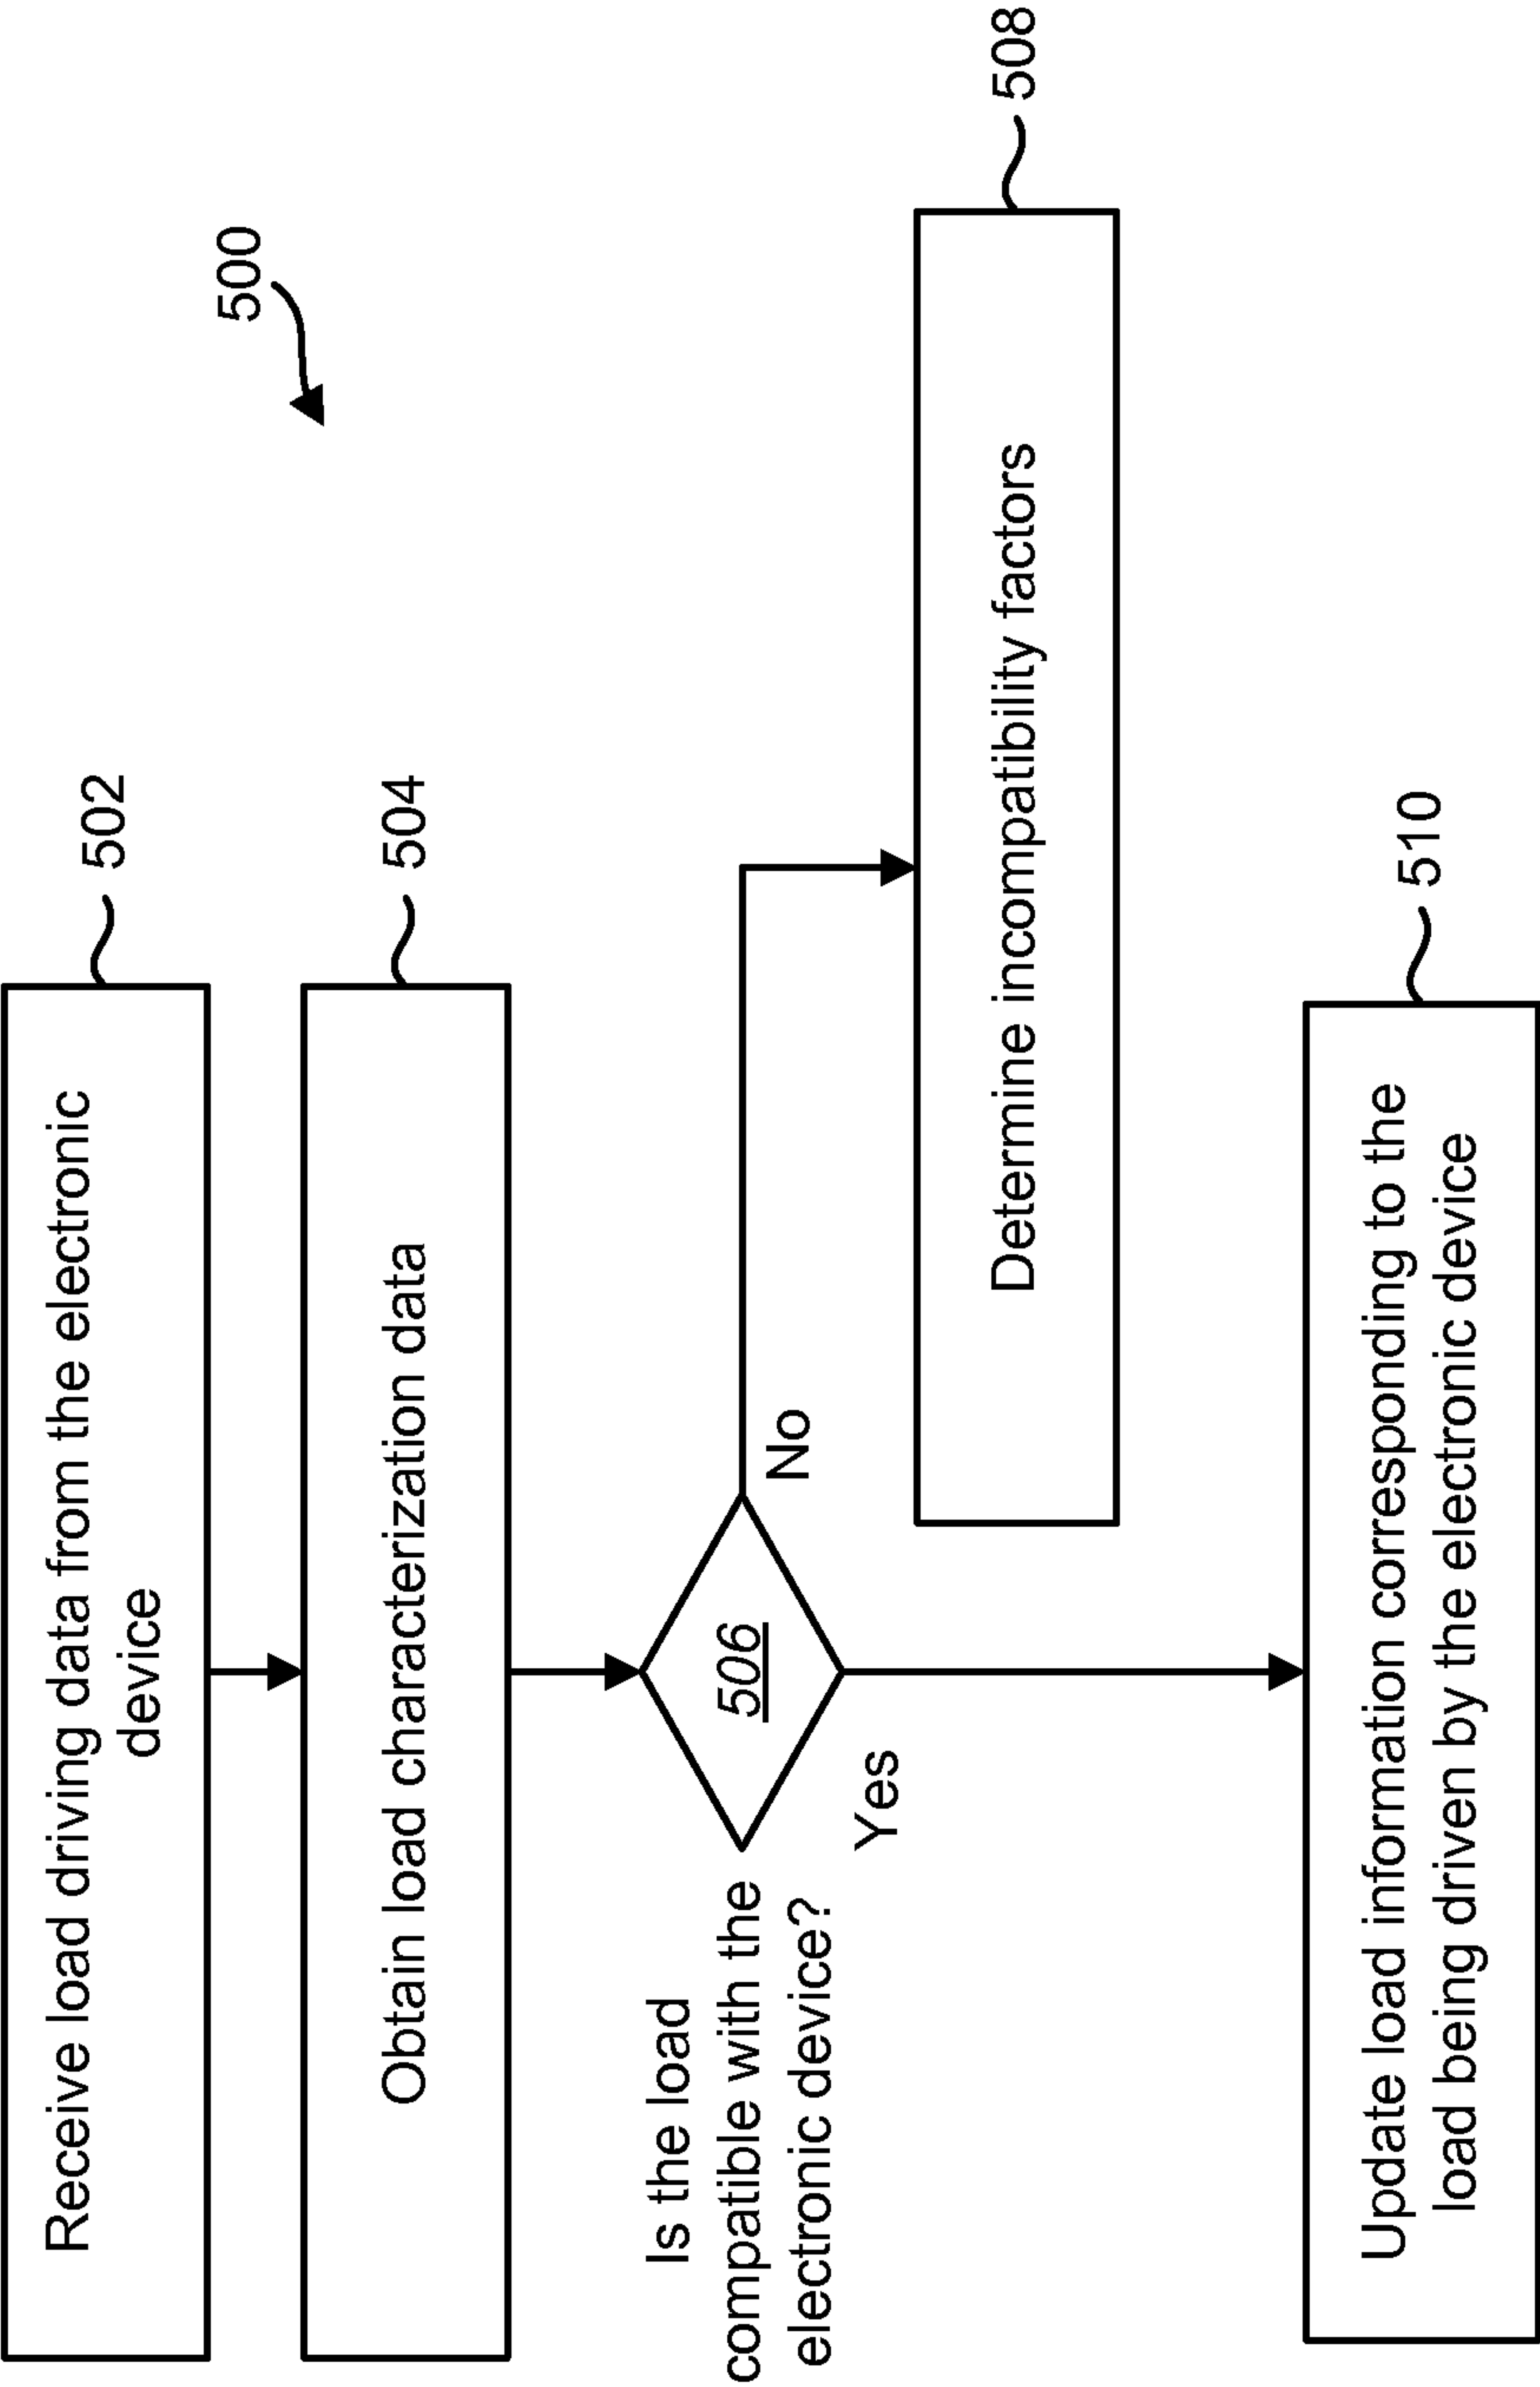 500
Receive load driving data from the electronic
device
502
Obtain load characterization data
504
Is the load
compatible with the
electronic device?
506
No
Yes
Determine incompatibility factors
508
Update load information corresponding to the
load being driven by the electronic device
510